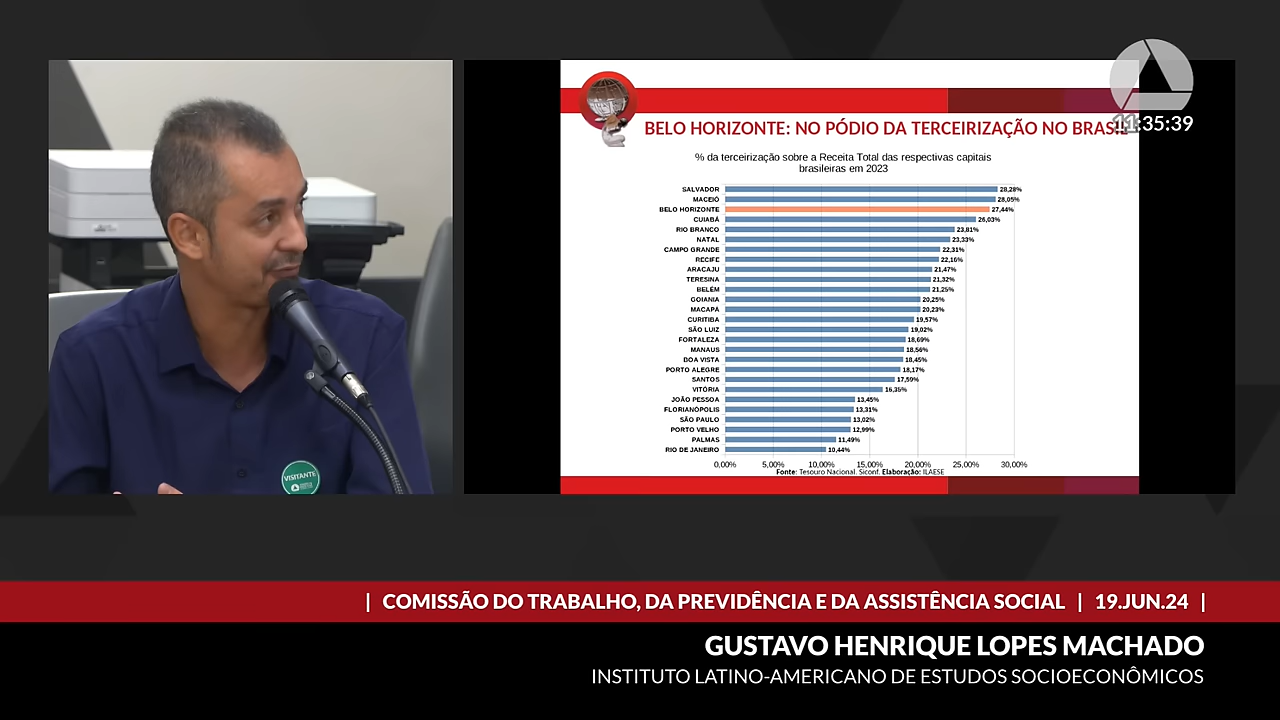 BELO HORIZONTE: NO PÓDIO DA TERCEIRIZAÇÃO NO BRASIL
11:35:39
% da terceirização sobre a Receita Total das respectivas capitais
brasileiras em 2023
SALVADOR 28,28%
MACEIÓ 28,05%
BELO HORIZONTE 27,44%
CUIABÁ 26,03%
RIO BRANCO 23,81%
NATAL 23,33%
CAMPO GRANDE 22,31%
RECIFE 22,16%
ARACAJU 21,47%
TERESINA 21,32%
BELÉM 21,25%
GOIANIA 20,25%
MACAPÁ 20,23%
CURITIBA 19,57%
SÃO LUIZ 19,02%
FORTALEZA 18,69%
MANAUS 18,56%
BOA VISTA 18,45%
PORTO ALEGRE 18,17%
SANTOS 17,59%
VITÓRIA 16,35%
JOÃO PESSOA 13,45%
FLORIANÓPOLIS 13,31%
SÃO PAULO 13,02%
PORTO VELHO 12,99%
PALMAS 11,49%
RIO DE JANEIRO 10,44%
0,00% 5,00% 10,00% 15,00% 20,00% 25,00% 30,00%
Fonte: Tesouro Nacional. Siconf. Elaboração: ILAESE
VISITANTE
| COMISSÃO DO TRABALHO, DA PREVIDÊNCIA E DA ASSISTÊNCIA SOCIAL | 19.JUN.24 |
GUSTAVO HENRIQUE LOPES MACHADO
INSTITUTO LATINO-AMERICANO DE ESTUDOS SOCIOECONÔMICOS